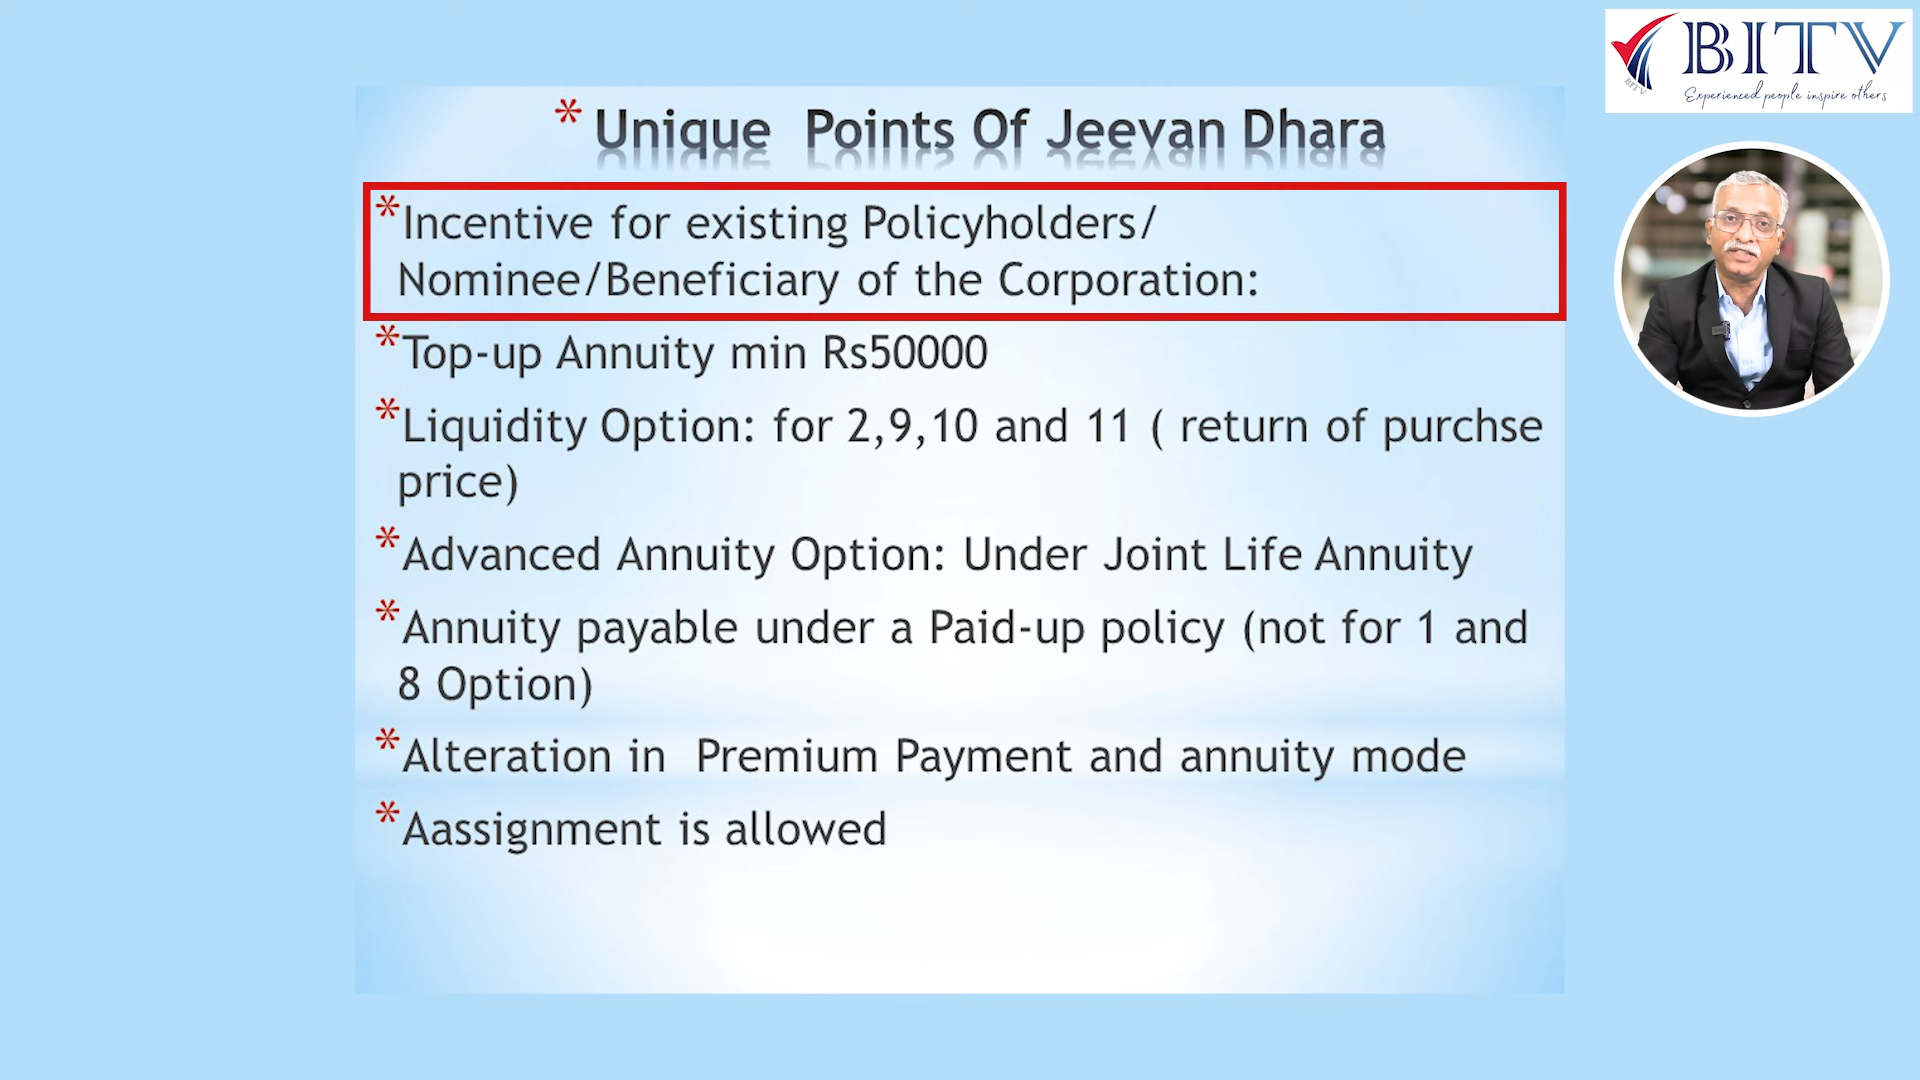 BITV
Experienced people inspire others
BITV
* Unique Points Of Jeevan Dhara
*Incentive for existing Policyholders/
Nominee/Beneficiary of the Corporation:
*Top-up Annuity min Rs50000
*Liquidity Option: for 2,9,10 and 11 ( return of purchse
price)
*Advanced Annuity Option: Under Joint Life Annuity
*Annuity payable under a Paid-up policy (not for 1 and
8 Option)
*Alteration in Premium Payment and annuity mode
*Aassignment is allowed